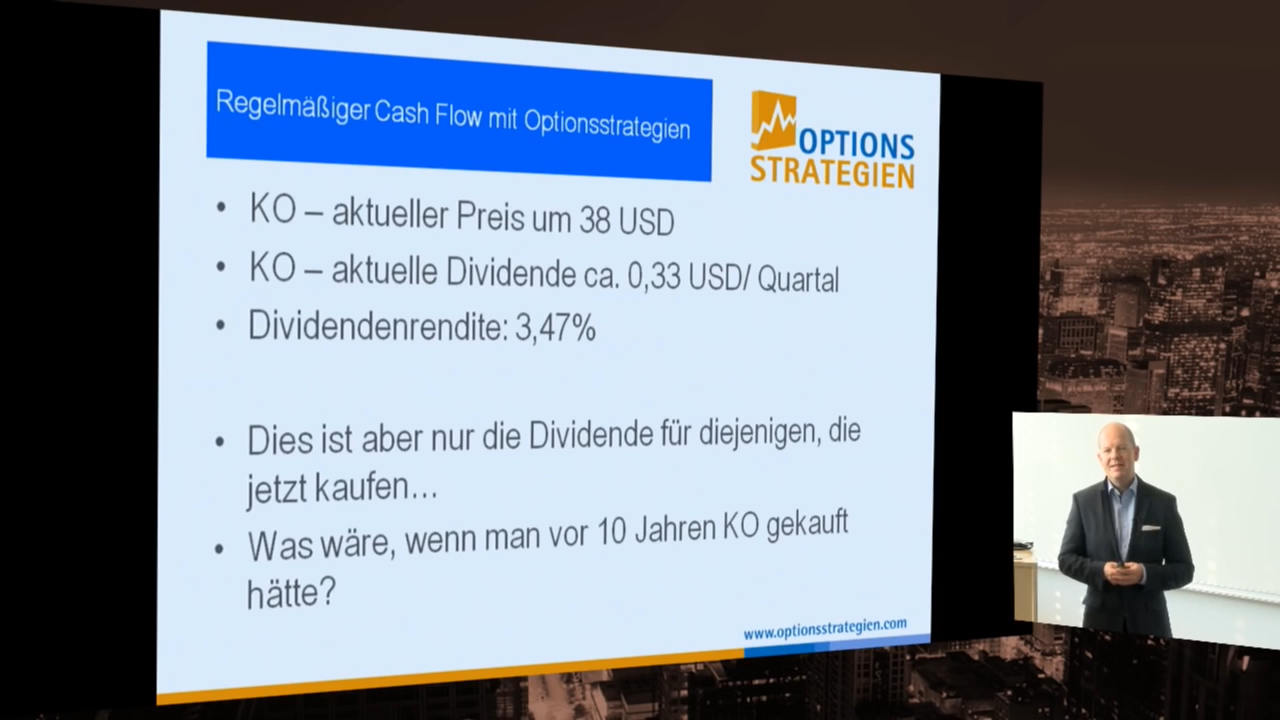 Regelmäßiger Cash Flow mit Optionsstrategien
OPTIONS
STRATEGIEN
• KO – aktueller Preis um 38 USD
• KO – aktuelle Dividende ca. 0,33 USD/ Quartal
• Dividendenrendite: 3,47%
• Dies ist aber nur die Dividende für diejenigen, die
jetzt kaufen…
• Was wäre, wenn man vor 10 Jahren KO gekauft
hätte?
www.optionsstrategien.com